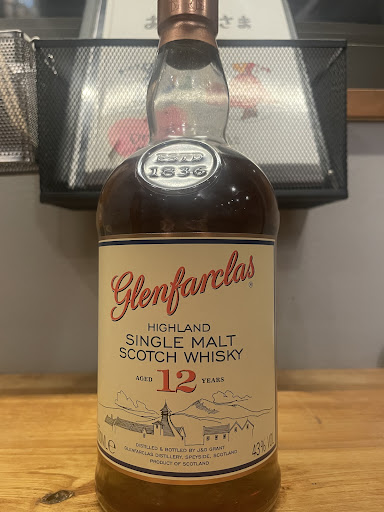 ESTD
1836
Glenfarclas
HIGHLAND
SINGLE MALT
SCOTCH WHISKY
AGED 12 YEARS
DISTILLED & BOTTLED BY J&G GRANT
GLENFARCLAS DISTILLERY, SPEYSIDE, SCOTLAND
PRODUCT OF SCOTLAND
43%